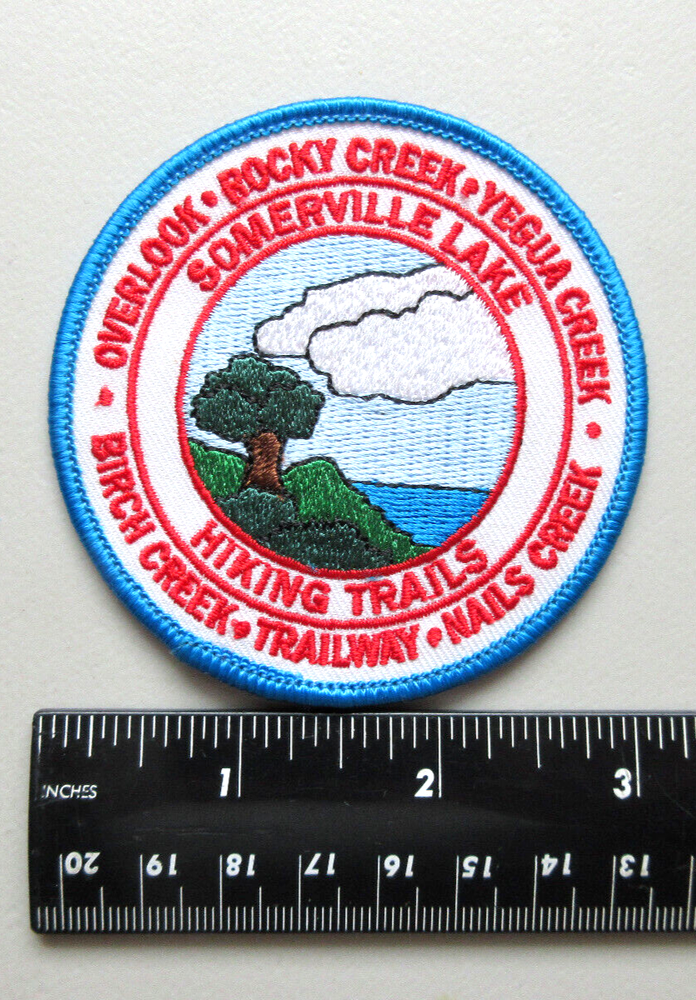 OVERLOOK • ROCKY CREEK • YEGUA CREEK •
SOMERVILLE LAKE
HIKING TRAILS
BIRCH CREEK • TRAILWAY • NAILS CREEK
1 2 3
INCHES
20 19 18 17 16 15 14 13